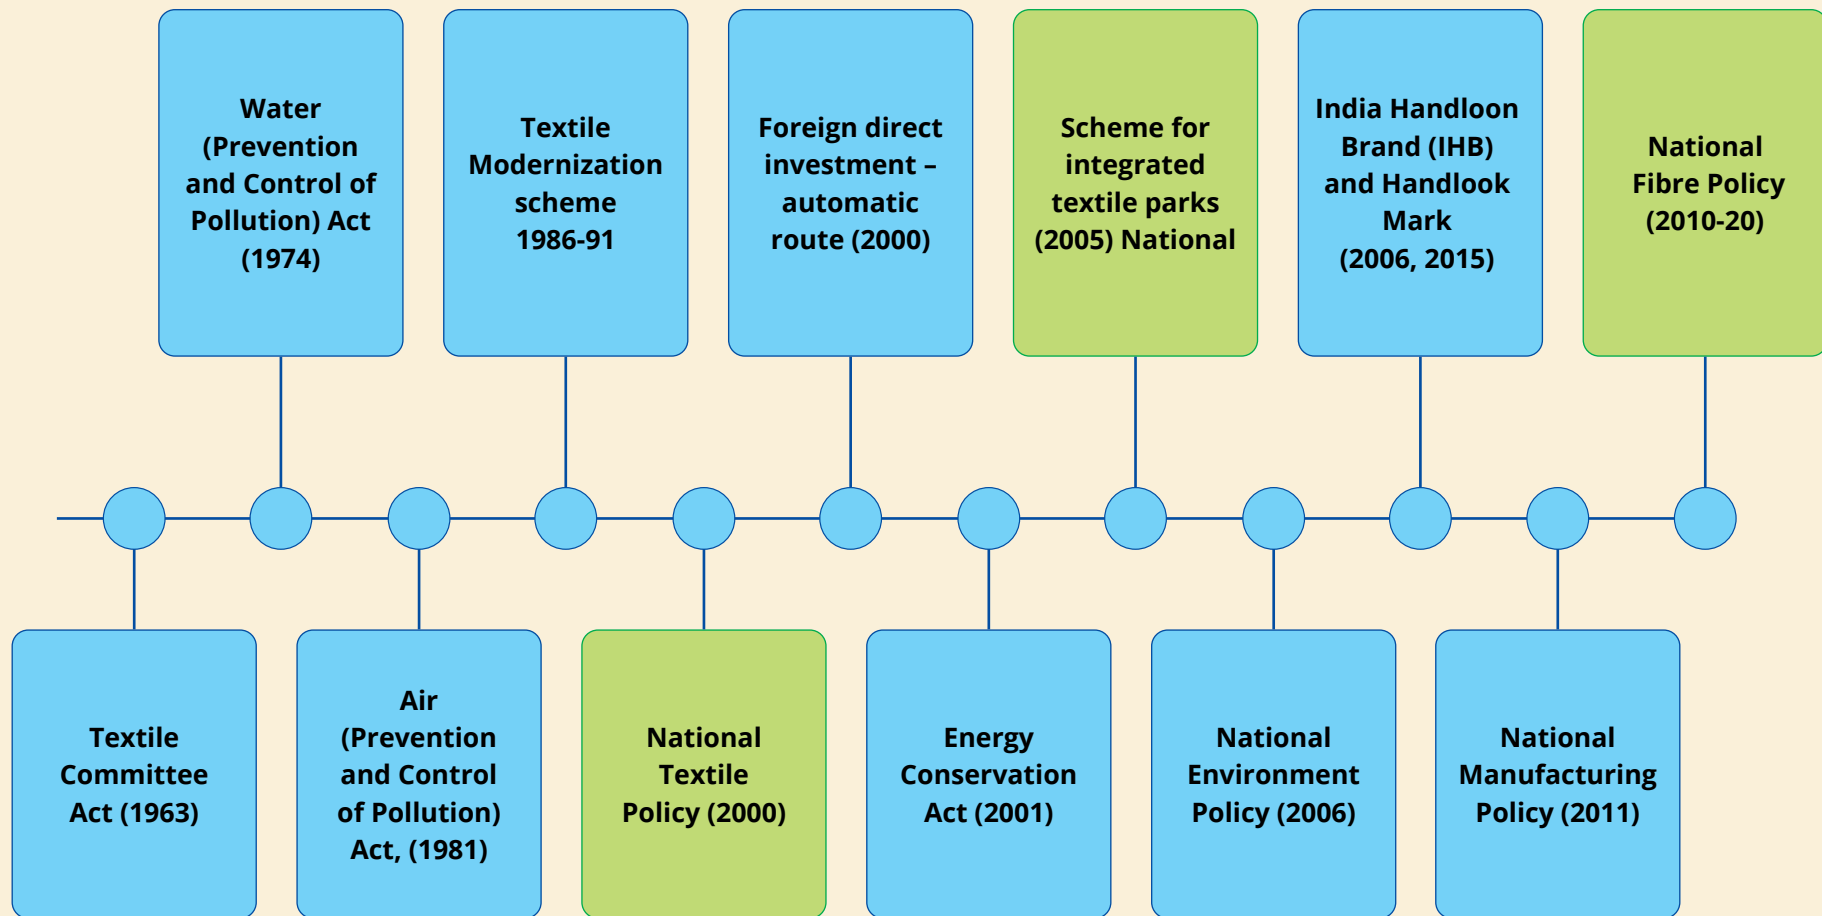 Water
(Prevention
and Control of
Pollution) Act
(1974)
Textile
Modernization
scheme
1986-91
Foreign direct
investment –
automatic
route (2000)
Scheme for
integrated
textile parks
(2005) National
India Handloon
Brand (IHB)
and Handlook
Mark
(2006, 2015)
National
Fibre Policy
(2010-20)
Textile
Committee
Act (1963)
Air
(Prevention
and Control
of Pollution)
Act, (1981)
National
Textile
Policy (2000)
Energy
Conservation
Act (2001)
National
Environment
Policy (2006)
National
Manufacturing
Policy (2011)